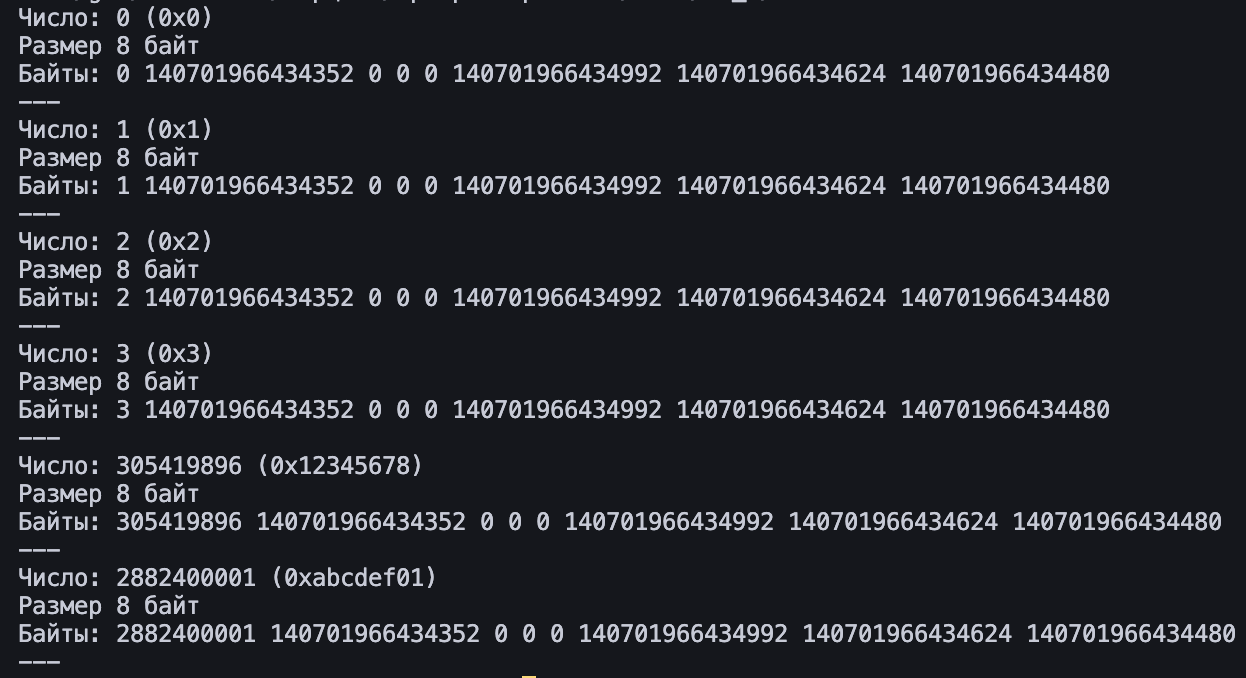 Число: 0 (0x0)
Размер 8 байт
Байты: 0 140701966434352 0 0 0 140701966434992 140701966434624 140701966434480
———
Число: 1 (0x1)
Размер 8 байт
Байты: 1 140701966434352 0 0 0 140701966434992 140701966434624 140701966434480
———
Число: 2 (0x2)
Размер 8 байт
Байты: 2 140701966434352 0 0 0 140701966434992 140701966434624 140701966434480
———
Число: 3 (0x3)
Размер 8 байт
Байты: 3 140701966434352 0 0 0 140701966434992 140701966434624 140701966434480
———
Число: 305419896 (0x12345678)
Размер 8 байт
Байты: 305419896 140701966434352 0 0 0 140701966434992 140701966434624 140701966434480
———
Число: 2882400001 (0xabcdef01)
Размер 8 байт
Байты: 2882400001 140701966434352 0 0 0 140701966434992 140701966434624 140701966434480
———